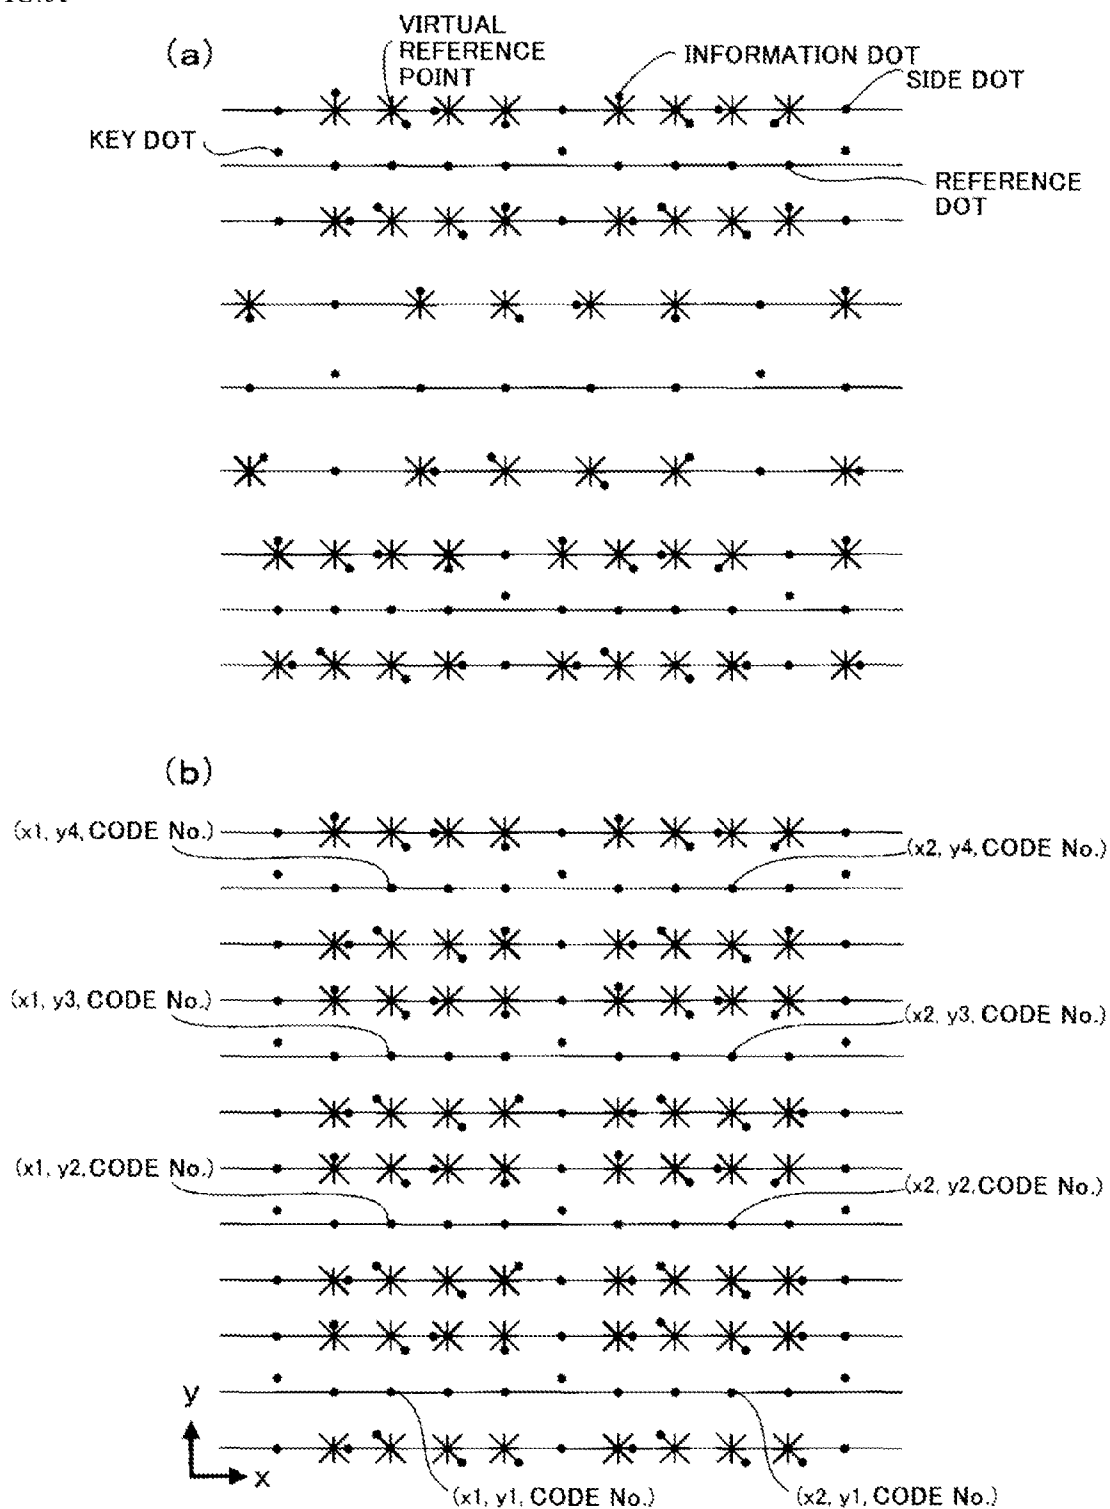 (a)
VIRTUAL
REFERENCE
POINT
INFORMATION DOT
SIDE DOT
KEY DOT
REFERENCE
DOT
(b)
(x1, y4, CODE No.)
(x2, y4, CODE No.)
(x1, y3, CODE No.)
(x2, y3, CODE No.)
(x1, y2, CODE No.)
(x2, y2, CODE No.)
y
x
(x1, y1, CODE No.)
(x2, y1, CODE No.)